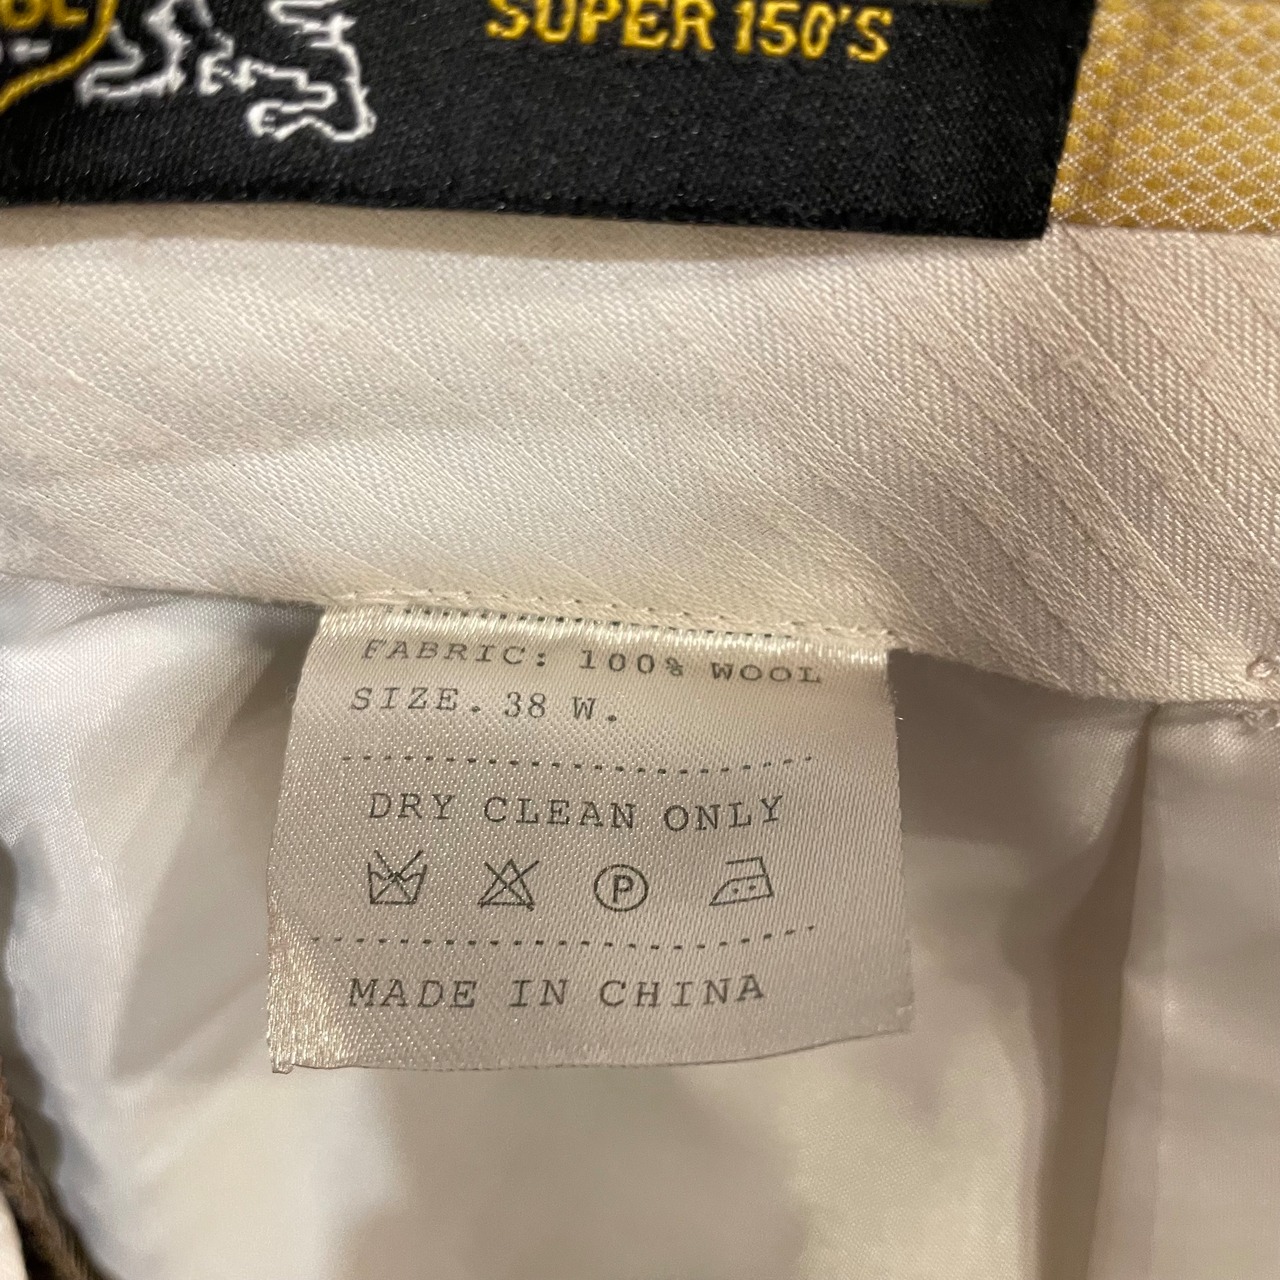 SUPER 150'S
FABRIC: 100% WOOL
SIZE. 38 W.
DRY CLEAN ONLY
P
MADE IN CHINA